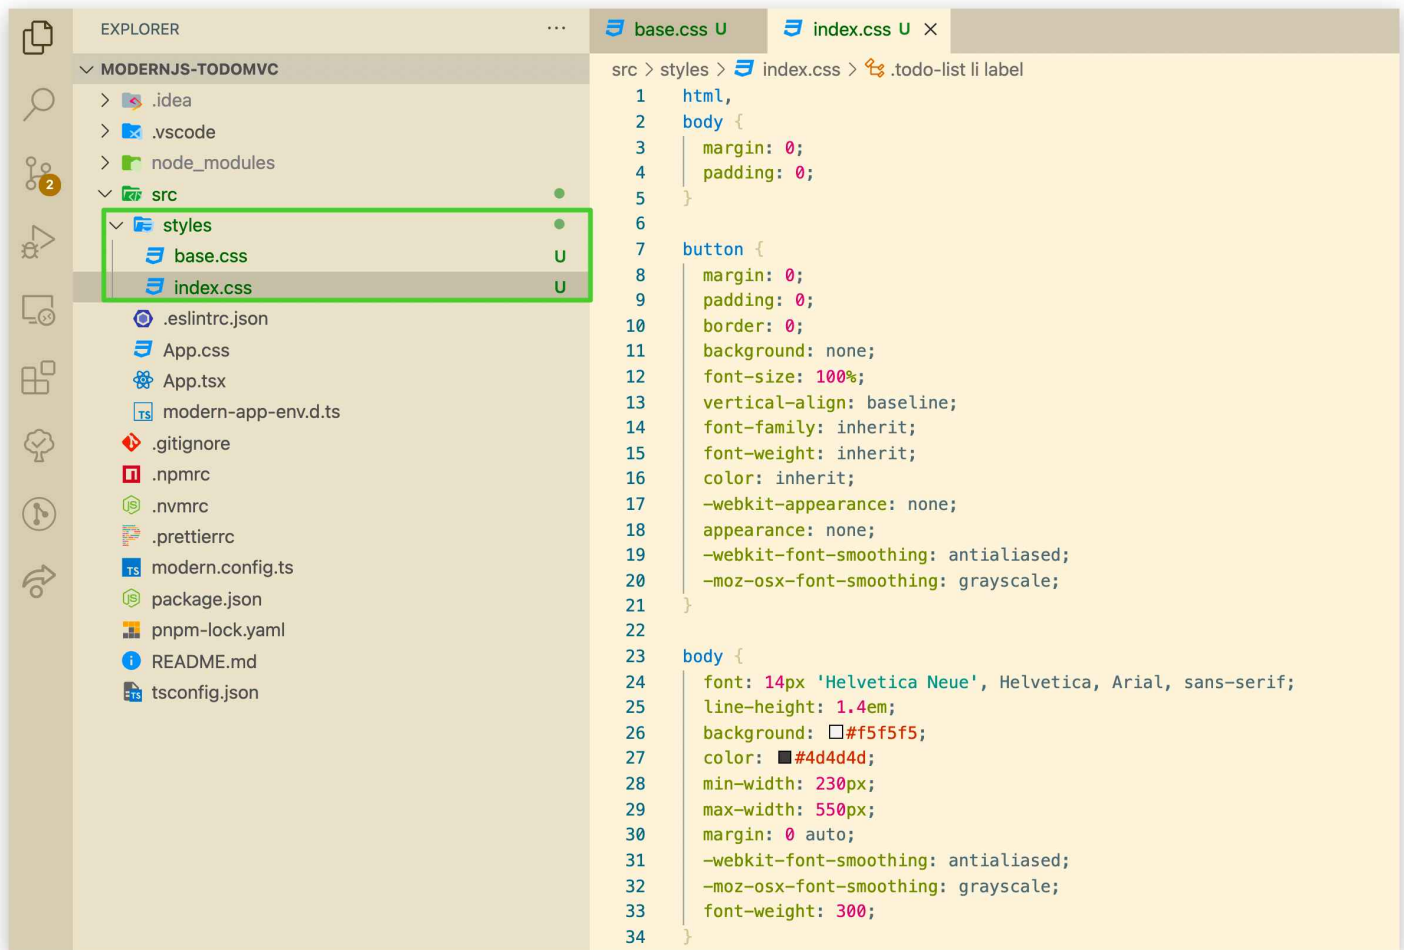 EXPLORER
···
MODERNJS-TODOMVC
.idea
.vscode
node_modules
2
src
styles
base.css U
index.css U
.eslintrc.json
App.css
App.tsx
TS modern-app-env.d.ts
.gitignore
.npmrc
JS .nvmrc
.prettierrc
TS modern.config.ts
JS package.json
pnpm-lock.yaml
README.md
TS tsconfig.json
base.css U
index.css U
src > styles > index.css > .todo-list li label
1 html,
2 body {
3 margin: 0;
4 padding: 0;
5 }
6
7 button {
8 margin: 0;
9 padding: 0;
10 border: 0;
11 background: none;
12 font-size: 100%;
13 vertical-align: baseline;
14 font-family: inherit;
15 font-weight: inherit;
16 color: inherit;
17 -webkit-appearance: none;
18 appearance: none;
19 -webkit-font-smoothing: antialiased;
20 -moz-osx-font-smoothing: grayscale;
21 }
22
23 body {
24 font: 14px 'Helvetica Neue', Helvetica, Arial, sans-serif;
25 line-height: 1.4em;
26 background: #f5f5f5;
27 color: #4d4d4d;
28 min-width: 230px;
29 max-width: 550px;
30 margin: 0 auto;
31 -webkit-font-smoothing: antialiased;
32 -moz-osx-font-smoothing: grayscale;
33 font-weight: 300;
34 }